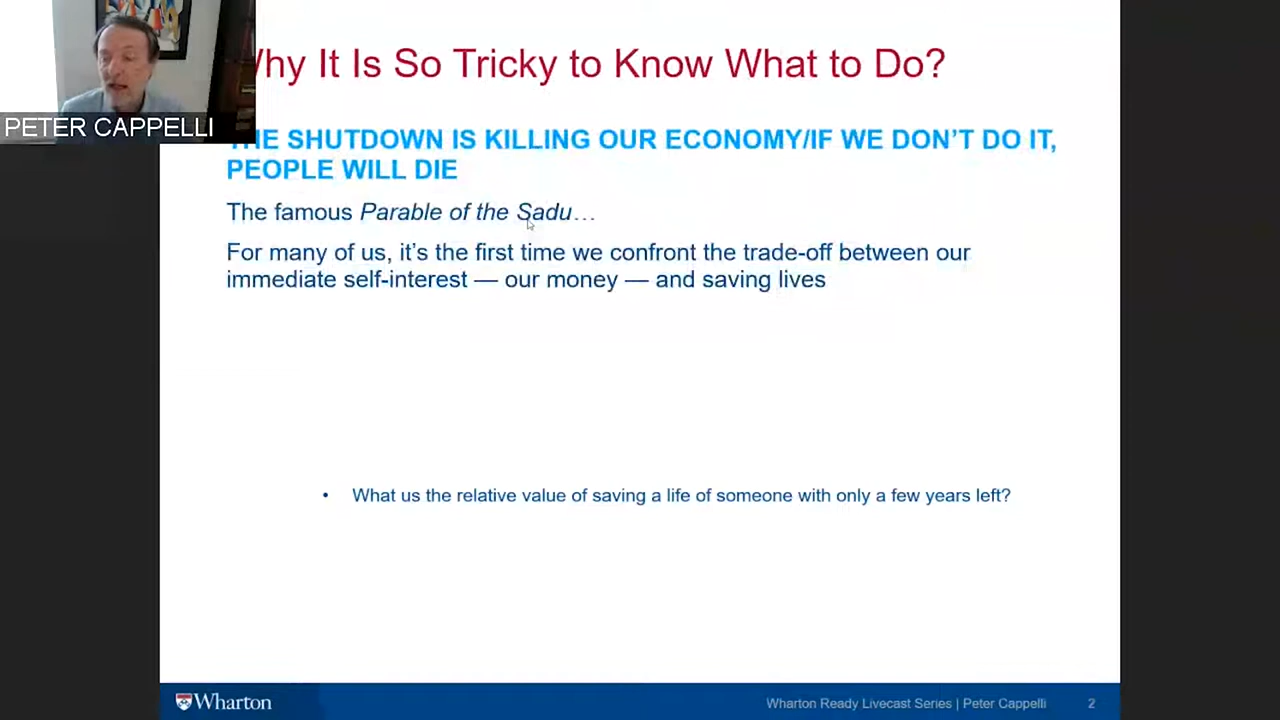 hy It Is So Tricky to Know What to Do?
PETER CAPPELLI
HE SHUTDOWN IS KILLING OUR ECONOMY/IF WE DON’T DO IT,
PEOPLE WILL DIE
The famous Parable of the Sadu…
For many of us, it’s the first time we confront the trade-off between our
immediate self-interest — our money — and saving lives
• What us the relative value of saving a life of someone with only a few years left?
Wharton
Wharton Ready Livecast Series | Peter Cappelli 2